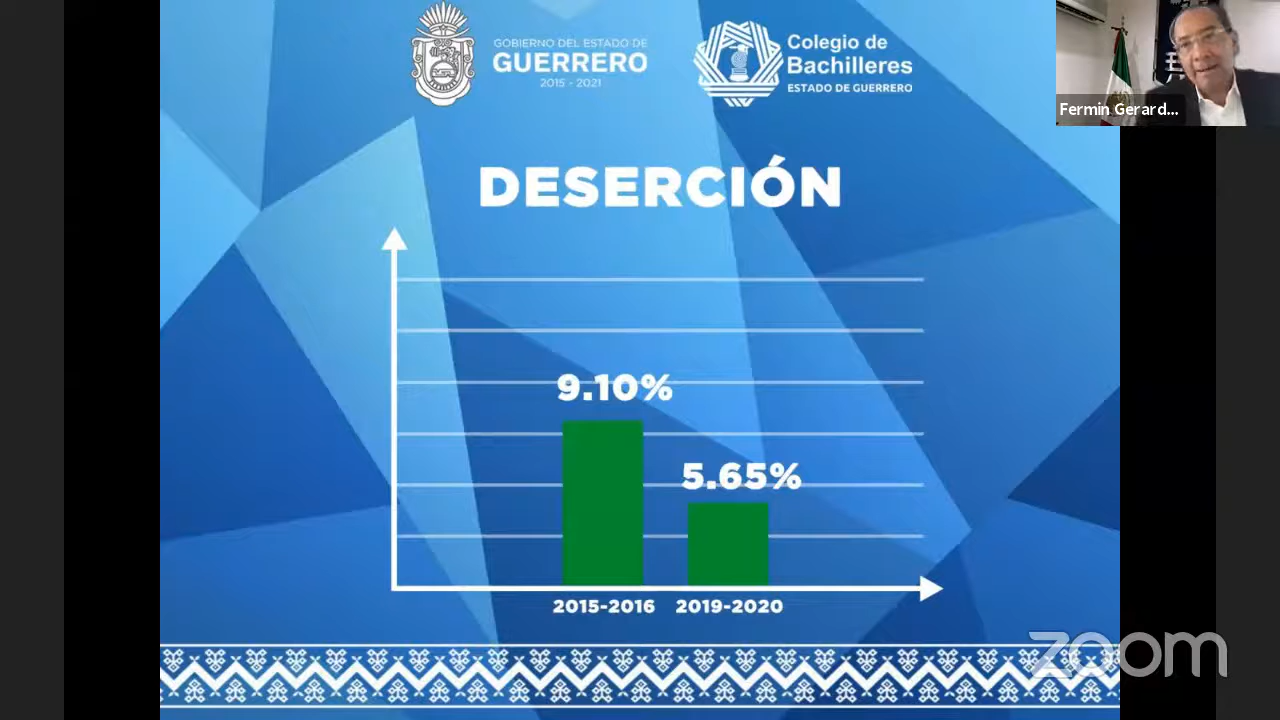 GOBIERNO DEL ESTADO DE
GUERRERO
2015 - 2021
Colegio de
Bachilleres
ESTADO DE GUERRERO
Fermin Gerard...
DESERCIÓN
9.10%
5.65%
2015-2016
2019-2020
zoom